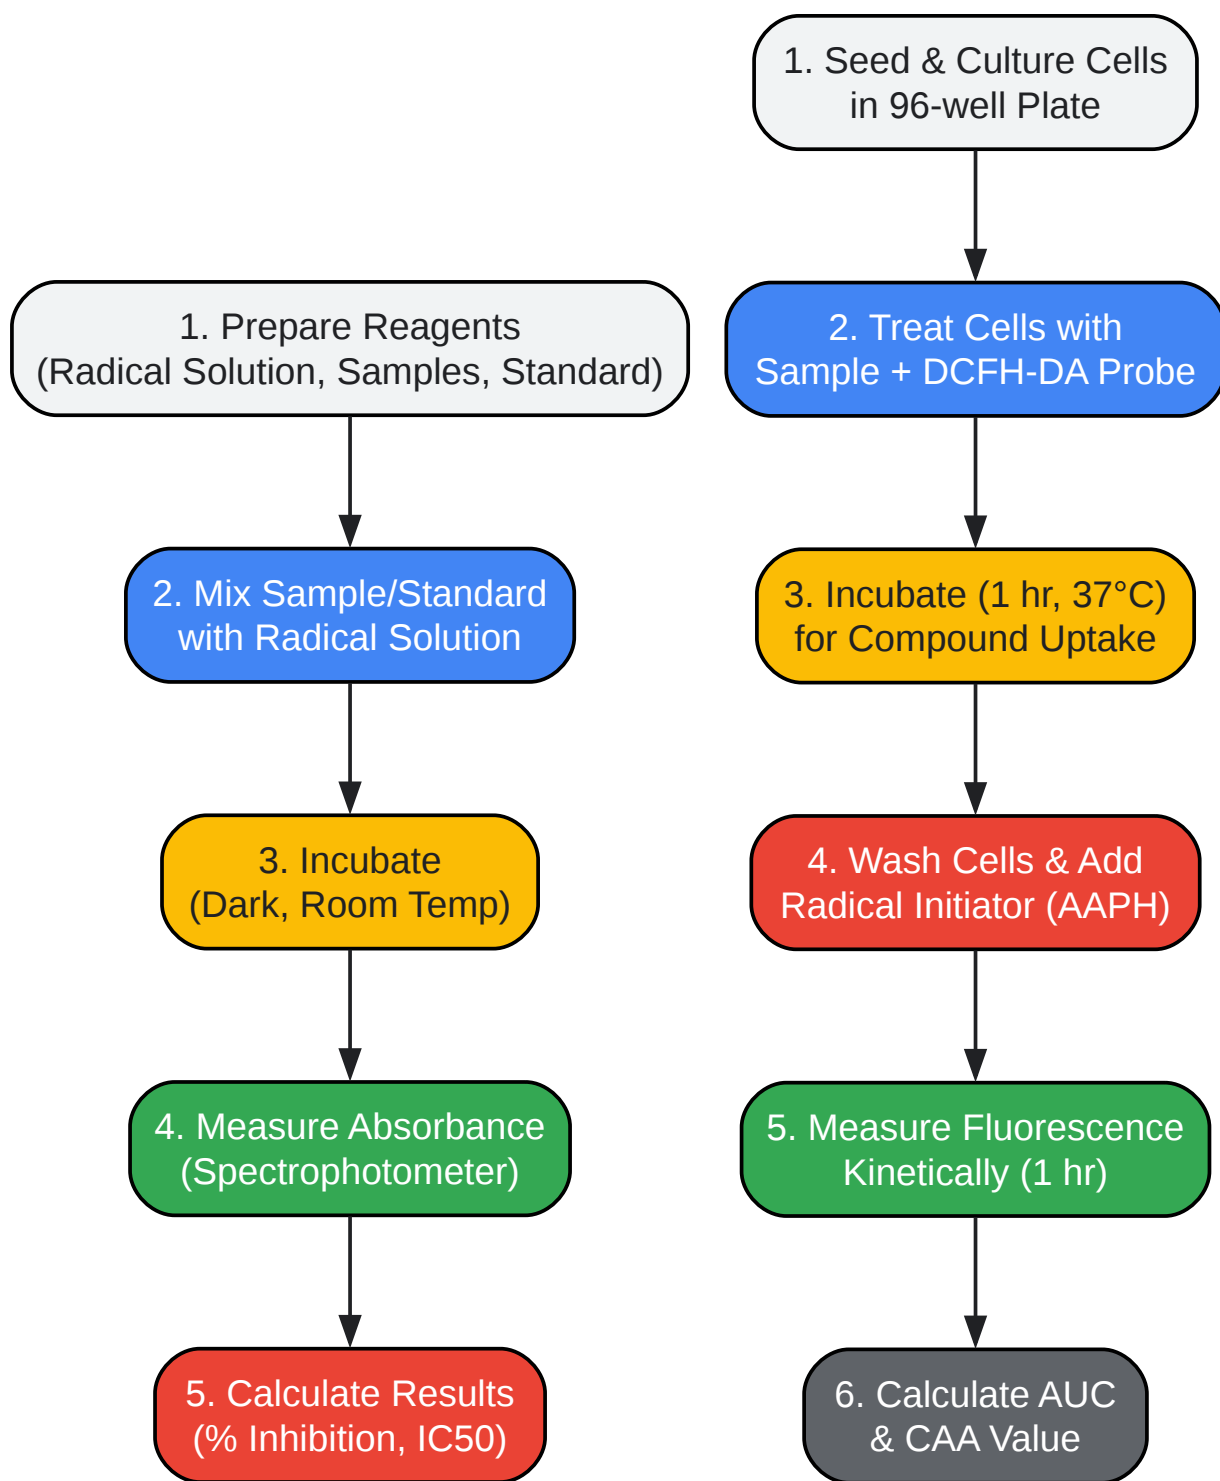 1. Prepare Reagents
(Radical Solution, Samples, Standard)
2. Mix Sample/Standard
with Radical Solution
3. Incubate
(Dark, Room Temp)
4. Measure Absorbance
(Spectrophotometer)
5. Calculate Results
(% Inhibition, IC50)
1. Seed & Culture Cells
in 96-well Plate
2. Treat Cells with
Sample + DCFH-DA Probe
3. Incubate (1 hr, 37°C)
for Compound Uptake
4. Wash Cells & Add
Radical Initiator (AAPH)
5. Measure Fluorescence
Kinetically (1 hr)
6. Calculate AUC
& CAA Value